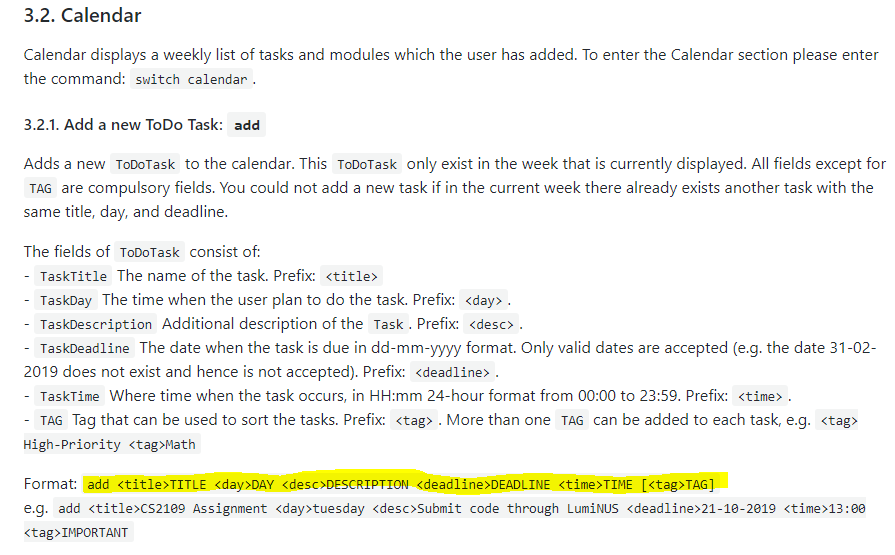 3.2. Calendar
Calendar displays a weekly list of tasks and modules which the user has added. To enter the Calendar section please enter
the command: switch calendar .
3.2.1. Add a new ToDo Task: add
Adds a new ToDoTask to the calendar. This ToDoTask only exist in the week that is currently displayed. All fields except for
TAG are compulsory fields. You could not add a new task if in the current week there already exists another task with the
same title, day, and deadline.
The fields of ToDoTask consist of:
- TaskTitle The name of the task. Prefix: <title>
- TaskDay The time when the user plan to do the task. Prefix: <day> .
- TaskDescription Additional description of the Task . Prefix: <desc> .
- TaskDeadline The date when the task is due in dd-mm-yyyy format. Only valid dates are accepted (e.g. the date 31-02-
2019 does not exist and hence is not accepted). Prefix: <deadline> .
- TaskTime Where time when the task occurs, in HH:mm 24-hour format from 00:00 to 23:59. Prefix: <time> .
- TAG Tag that can be used to sort the tasks. Prefix: <tag> . More than one TAG can be added to each task, e.g. <tag>
High-Priority <tag>Math
Format: add <title>TITLE <day>DAY <desc>DESCRIPTION <deadline>DEADLINE <time>TIME [<tag>TAG]
e.g. add <title>CS2109 Assignment <day>tuesday <desc>Submit code through LumiNUS <deadline>21-10-2019 <time>13:00
<tag>IMPORTANT